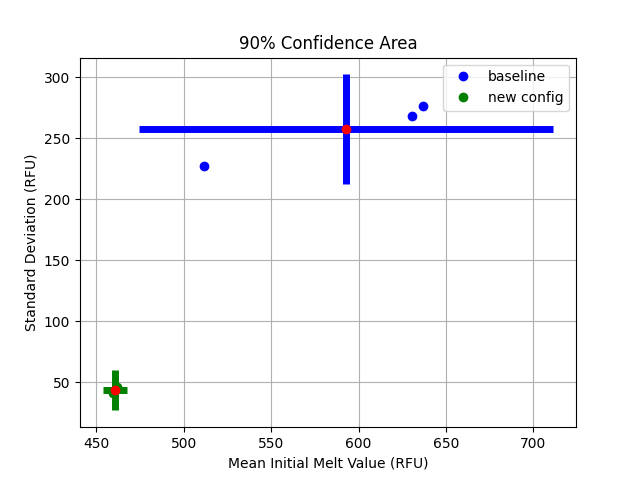 90% Confidence Area
baseline
new config
Standard Deviation (RFU)
300
250
200
150
100
50
450
500
550
600
650
700
Mean Initial Melt Value (RFU)